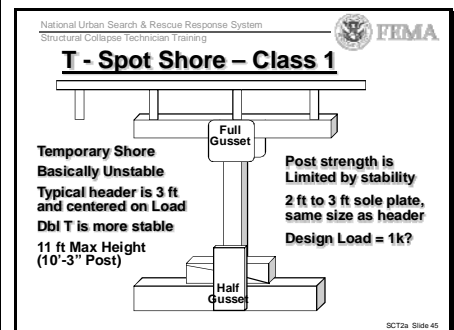 National Urban Search & Rescue Response System
Structural Collapse Technician Training
FEMA
T - Spot Shore – Class 1
Full
Gusset
Temporary Shore
Basically Unstable
Typical header is 3 ft
and centered on Load
Dbl T is more stable
11 ft Max Height
(10'-3" Post)
Post strength is
Limited by stability
2 ft to 3 ft sole plate,
same size as header
Design Load = 1k?
Half
Gusset
SCT2a Slide 45